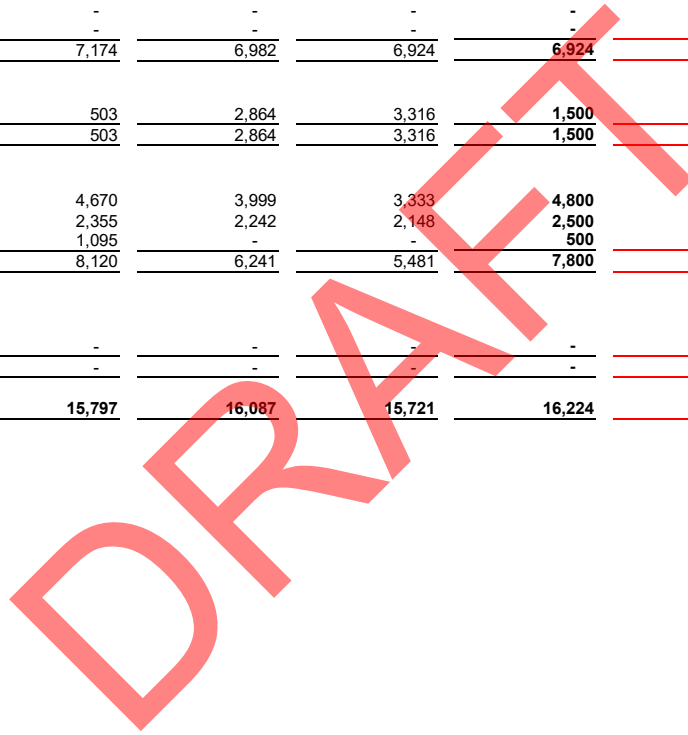 - - - -
- - - -
7,174 6,982 6,924 6,924
503 2,864 3,316 1,500
503 2,864 3,316 1,500
4,670 3,999 3,333 4,800
2,355 2,242 2,148 2,500
1,095 - - 500
8,120 6,241 5,481 7,800
- - - -
- - - -
15,797 16,087 15,721 16,224
DRAFT